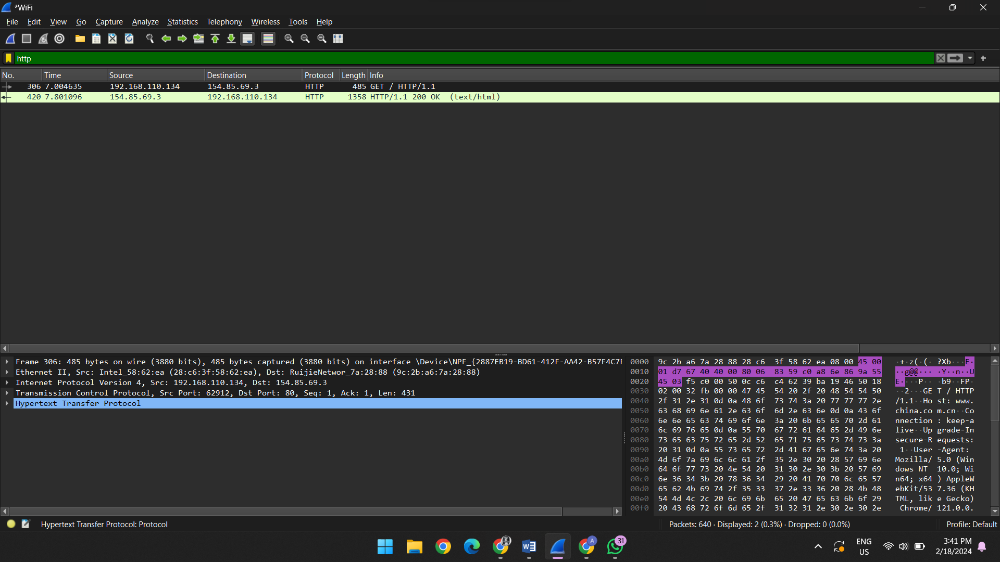 *WiFi
File Edit View Go Capture Analyze Statistics Telephony Wireless Tools Help
http
No. Time Source Destination Protocol Length Info
306 7.004635 192.168.110.134 154.85.69.3 HTTP 485 GET / HTTP/1.1
420 7.801096 154.85.69.3 192.168.110.134 HTTP 1358 HTTP/1.1 200 OK (text/html)
Frame 306: 485 bytes on wire (3880 bits), 485 bytes captured (3880 bits) on interface \Device\NPF_{2887EB19-BD61-412F-AA42-B57F4C7F
Ethernet II, Src: Intel_58:62:ea (28:c6:3f:58:62:ea), Dst: RuijieNetwor_7a:28:88 (9c:2b:a6:7a:28:88)
Internet Protocol Version 4, Src: 192.168.110.134, Dst: 154.85.69.3
Transmission Control Protocol, Src Port: 62912, Dst Port: 80, Seq: 1, Ack: 1, Len: 431
Hypertext Transfer Protocol
0000 9c 2b a6 7a 28 88 28 c6 3f 58 62 ea 08 00 45 00 ·+·z(·(· ?Xb···E·
0010 01 d7 67 40 40 00 80 06 83 59 c0 a8 6e 86 9a 55 ··g@@··· ·Y··n··U
0020 45 03 f5 c0 00 50 0c c6 c4 62 39 ba 19 46 50 18 E····P·· ·b9··FP·
0030 02 00 32 fb 00 00 47 45 54 20 2f 20 48 54 54 50 ··2···GE T / HTTP
0040 2f 31 2e 31 0d 0a 48 6f 73 74 3a 20 77 77 77 2e /1.1··Ho st: www.
0050 63 68 69 6e 61 2e 63 6f 6d 2e 63 6e 0d 0a 43 6f china.co m.cn··Co
0060 6e 6e 65 63 74 69 6f 6e 3a 20 6b 65 65 70 2d 61 nnection : keep-a
0070 6c 69 76 65 0d 0a 55 70 67 72 61 64 65 2d 49 6e live··Up grade-In
0080 73 65 63 75 72 65 2d 52 65 71 75 65 73 74 73 3a secure-R equests:
0090 20 31 0d 0a 55 73 65 72 2d 41 67 65 6e 74 3a 20 1··User -Agent:
00a0 4d 6f 7a 69 6c 6c 61 2f 35 2e 30 20 28 57 69 6e Mozilla/ 5.0 (Win
00b0 64 6f 77 73 20 4e 54 20 31 30 2e 30 3b 20 57 69 dows NT 10.0; Wi
00c0 6e 36 34 3b 20 78 36 34 29 20 41 70 70 6c 65 57 n64; x64 ) AppleW
00d0 65 62 4b 69 74 2f 35 33 37 2e 33 36 20 28 4b 48 ebKit/53 7.36 (KH
00e0 54 4d 4c 2c 20 6c 69 6b 65 20 47 65 63 6b 6f 29 TML, lik e Gecko)
00f0 20 43 68 72 6f 6d 65 2f 31 32 31 2e 30 2e 30 2e Chrome/ 121.0.0.
Hypertext Transfer Protocol: Protocol Packets: 640 · Displayed: 2 (0.3%) · Dropped: 0 (0.0%) Profile: Default
W A 31
ENG US
3:41 PM
2/18/2024